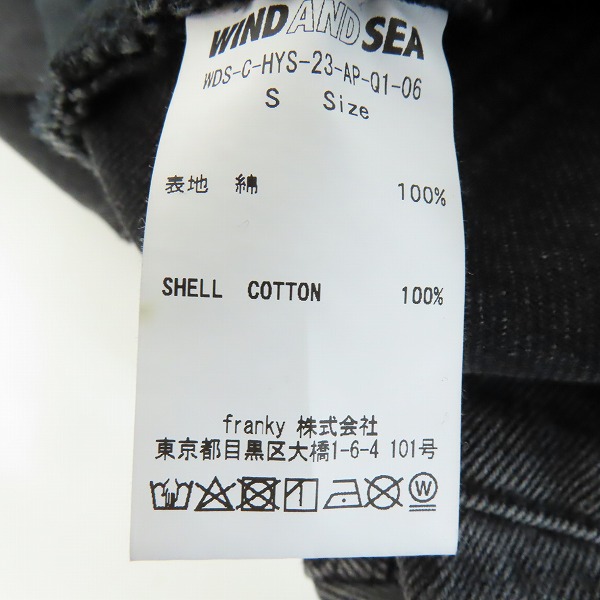 WIND AND SEA
WDS-C-HYS-23-AP-Q1-06
S Size
表地 綿 100%
SHELL COTTON 100%
franky 株式会社
東京都目黒区大橋1-6-4 101号
W